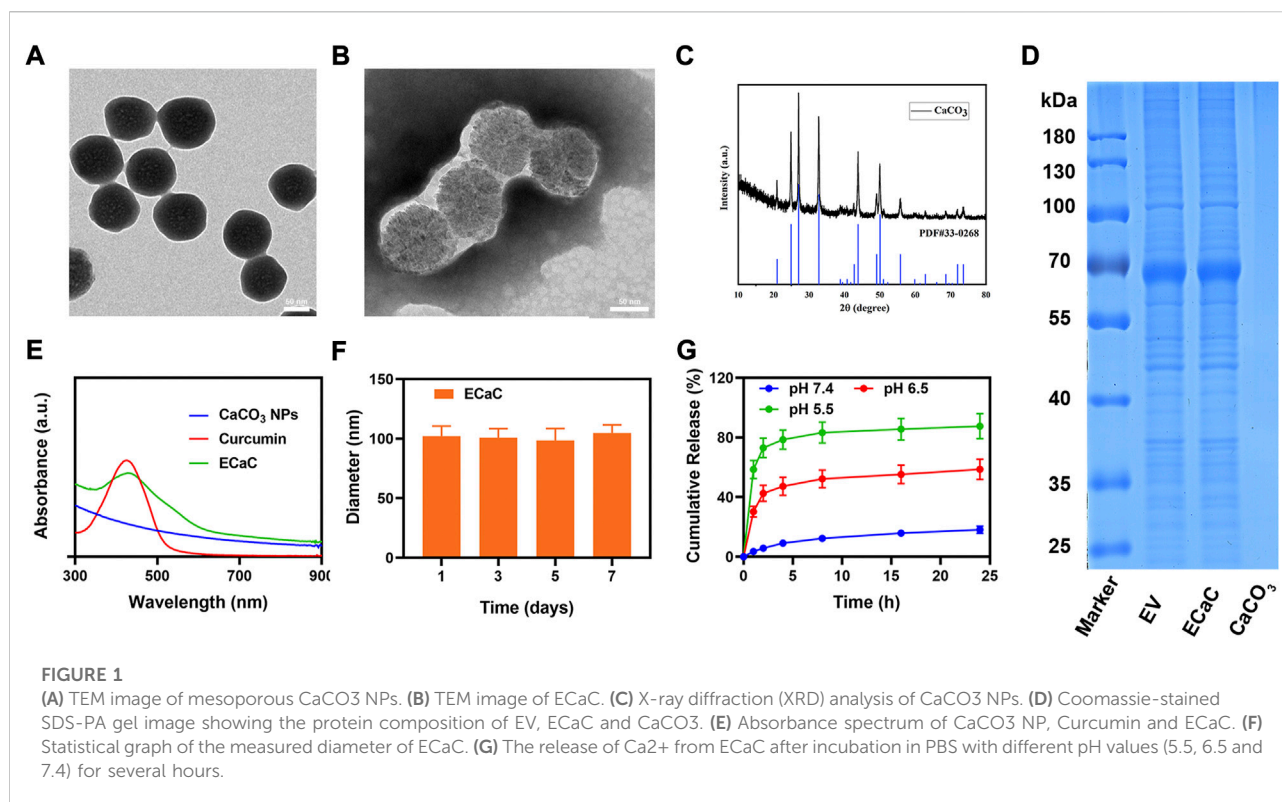 A
50 nm
B
50 nm
C
CaCO₃
Intensity (a.u.)
PDF#33-0268
10 20 30 40 50 60 70 80
2θ (degree)
D
kDa
180
130
100
70
55
40
35
25
Marker EV ECaC CaCO₃
E
Absorbance (a.u.)
CaCO₃ NPs
Curcumin
ECaC
300 500 700 900
Wavelength (nm)
F
Diameter (nm)
150
100
50
0
ECaC
1 3 5 7
Time (days)
G
Cumulative Release (%)
120
80
40
0
pH 7.4 pH 6.5
pH 5.5
0 5 10 15 20 25
Time (h)
FIGURE 1
(A) TEM image of mesoporous CaCO3 NPs. (B) TEM image of ECaC. (C) X-ray diffraction (XRD) analysis of CaCO3 NPs. (D) Coomassie-stained
SDS-PA gel image showing the protein composition of EV, ECaC and CaCO3. (E) Absorbance spectrum of CaCO3 NP, Curcumin and ECaC. (F)
Statistical graph of the measured diameter of ECaC. (G) The release of Ca2+ from ECaC after incubation in PBS with different pH values (5.5, 6.5 and
7.4) for several hours.